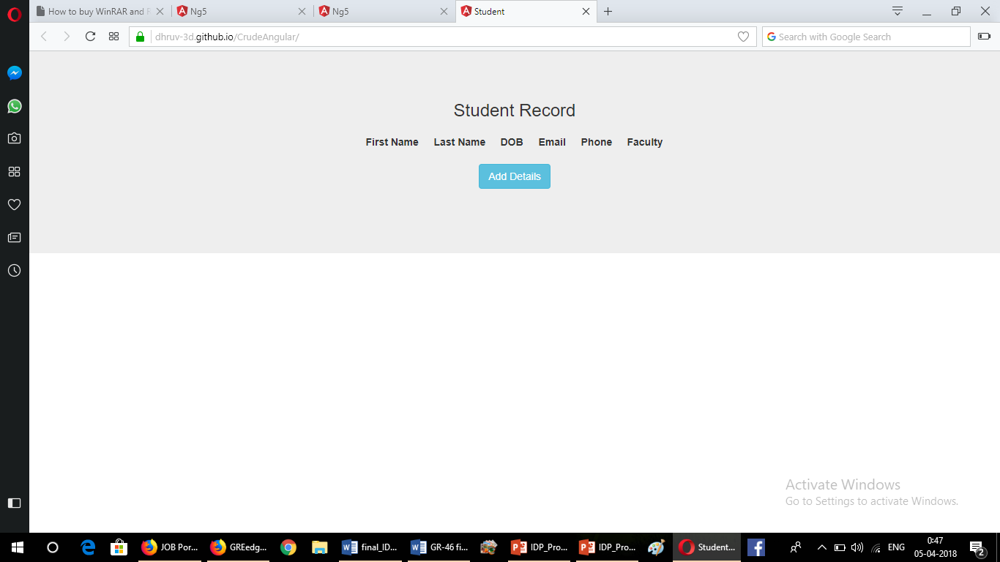 How to buy WinRAR and
Ng5
Ng5
Student
dhruv-3d.github.io/CrudeAngular/
Search with Google Search
Student Record
First Name Last Name DOB Email Phone Faculty
Add Details
Activate Windows
Go to Settings to activate Windows.
JOB Por...
GREedg...
final_ID...
GR-46 fi...
IDP_Pro...
IDP_Pro...
Student...
ENG
0:47
05-04-2018
2